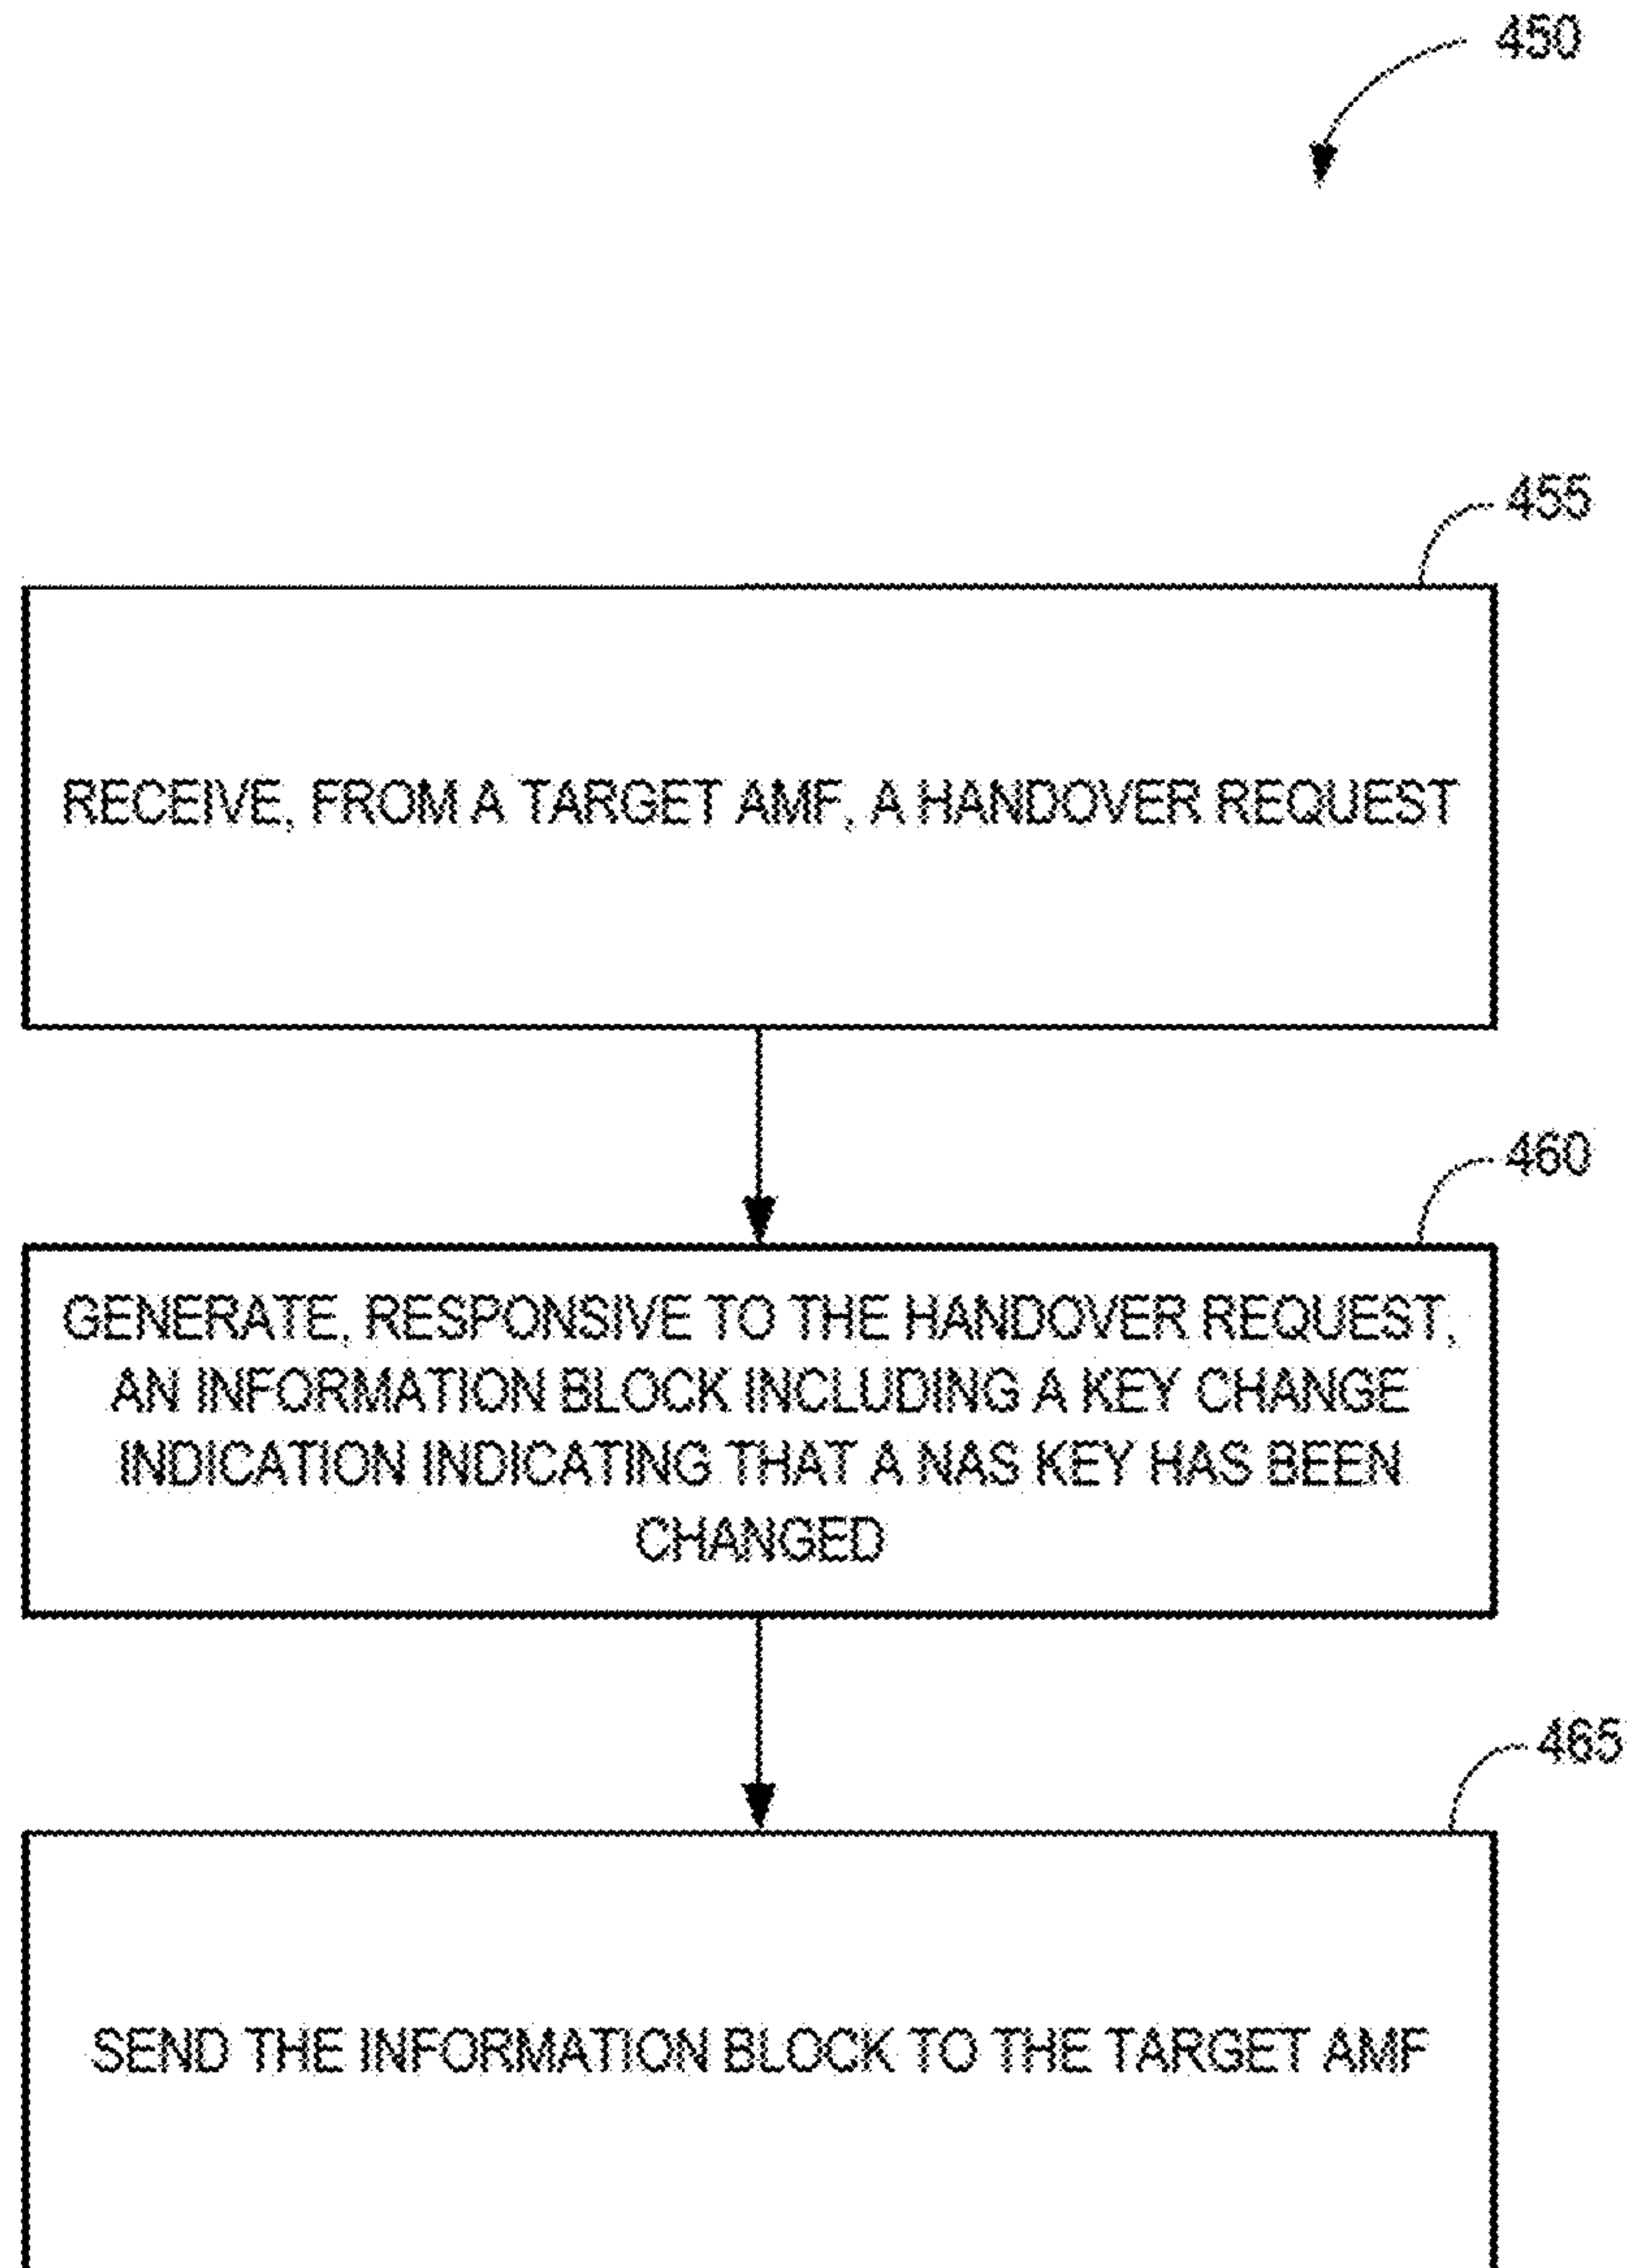 450
455
RECEIVE, FROM A TARGET AMF, A HANDOVER REQUEST
460
GENERATE, RESPONSIVE TO THE HANDOVER REQUEST,
AN INFORMATION BLOCK INCLUDING A KEY CHANGE
INDICATION INDICATING THAT A NAS KEY HAS BEEN
CHANGED
465
SEND THE INFORMATION BLOCK TO THE TARGET AMF